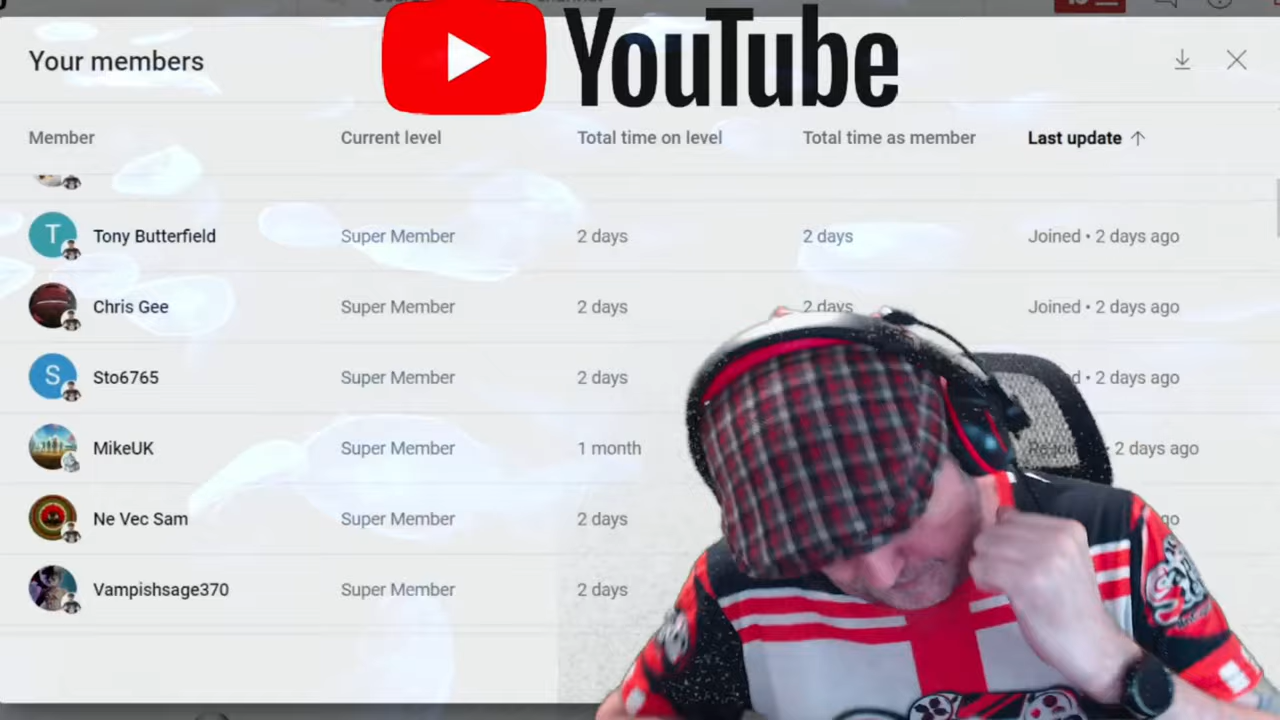 YouTube
Your members
Member Current level Total time on level Total time as member Last update
Tony Butterfield Super Member 2 days 2 days Joined • 2 days ago
Chris Gee Super Member 2 days 2 days Joined • 2 days ago
Sto6765 Super Member 2 days 2 days ago
MikeUK Super Member 1 month 2 days ago
Ne Vec Sam Super Member 2 days
Vampishsage370 Super Member 2 days